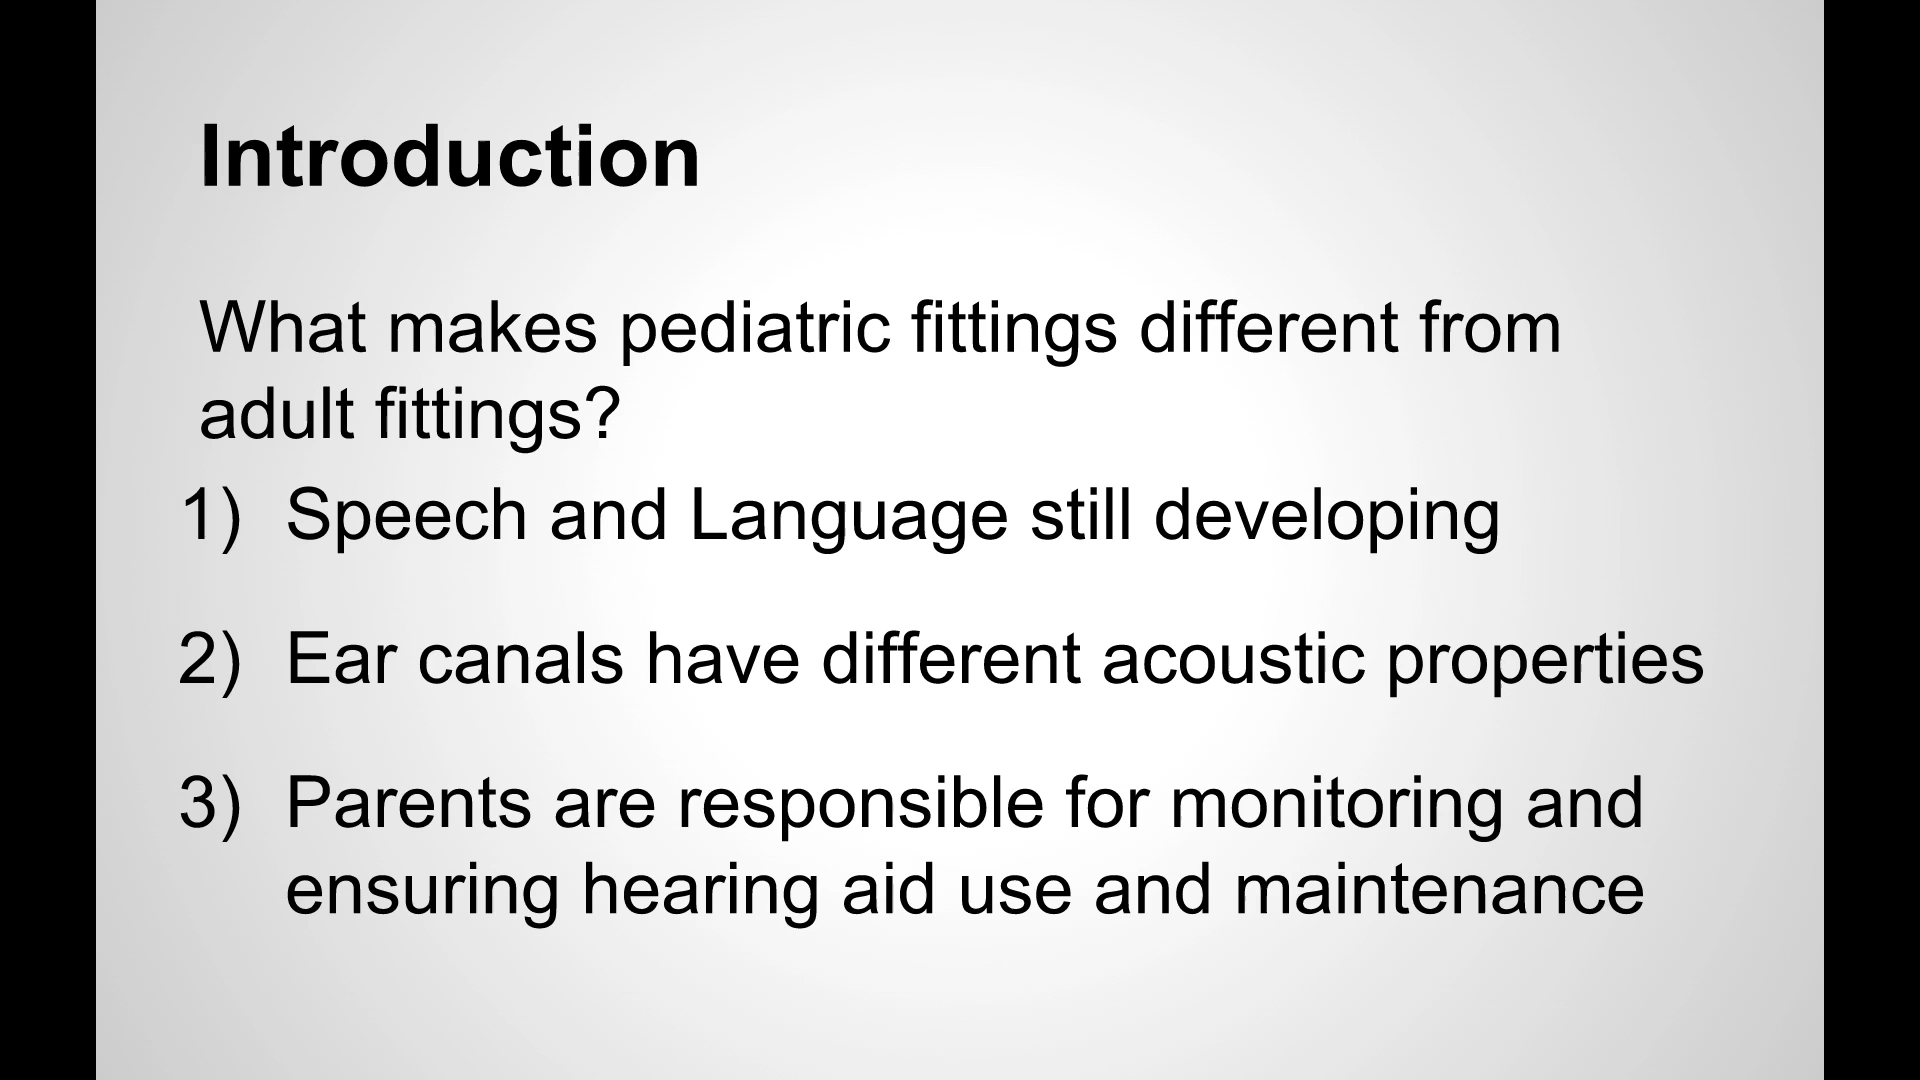 Introduction
What makes pediatric fittings different from
adult fittings?
1) Speech and Language still developing
2) Ear canals have different acoustic properties
3) Parents are responsible for monitoring and
ensuring hearing aid use and maintenance